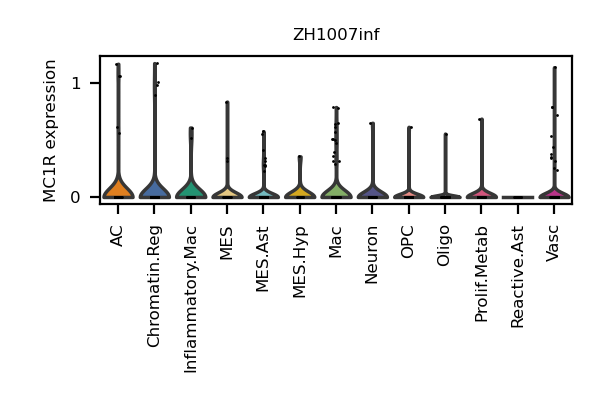 ZH1007inf
MC1R expression
1
0
AC
Chromatin.Reg
Inflammatory.Mac
MES
MES.Ast
MES.Hyp
Mac
Neuron
OPC
Oligo
Prolif.Metab
Reactive.Ast
Vasc